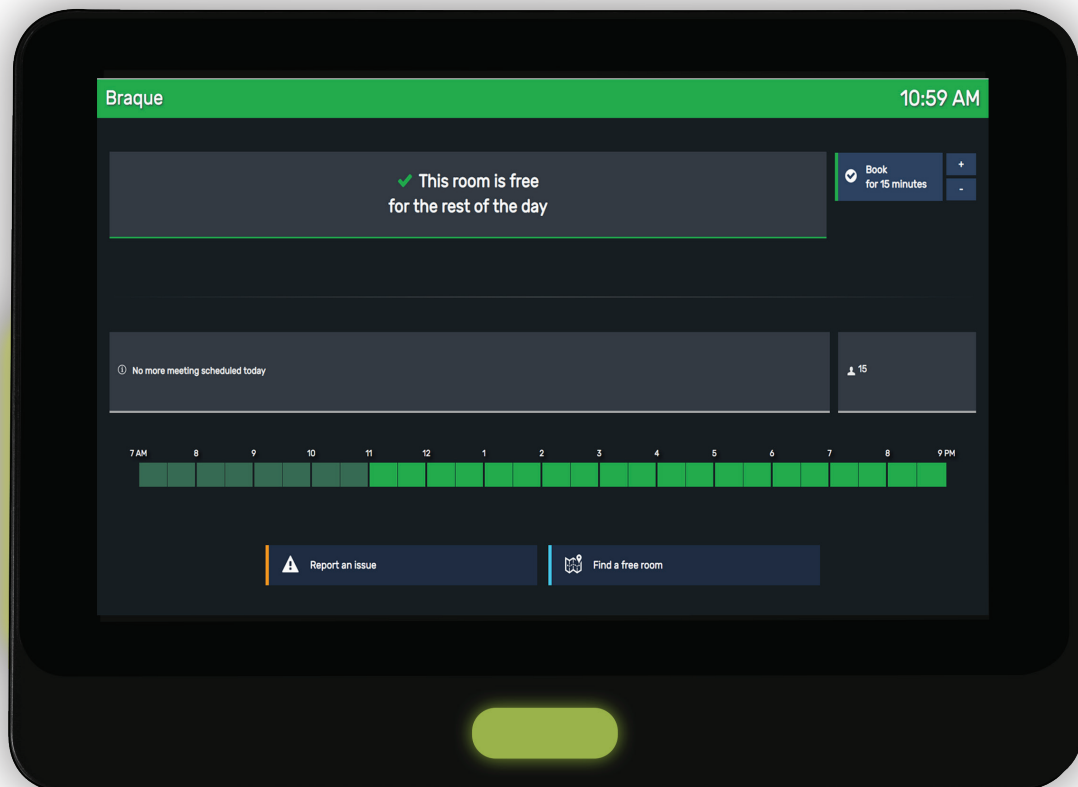 Braque
10:59 AM
This room is free
for the rest of the day
Book
for 15 minutes
+
-
No more meeting scheduled today
15
7 AM 8 9 10 11 12 1 2 3 4 5 6 7 8 9 PM
Report an issue
Find a free room